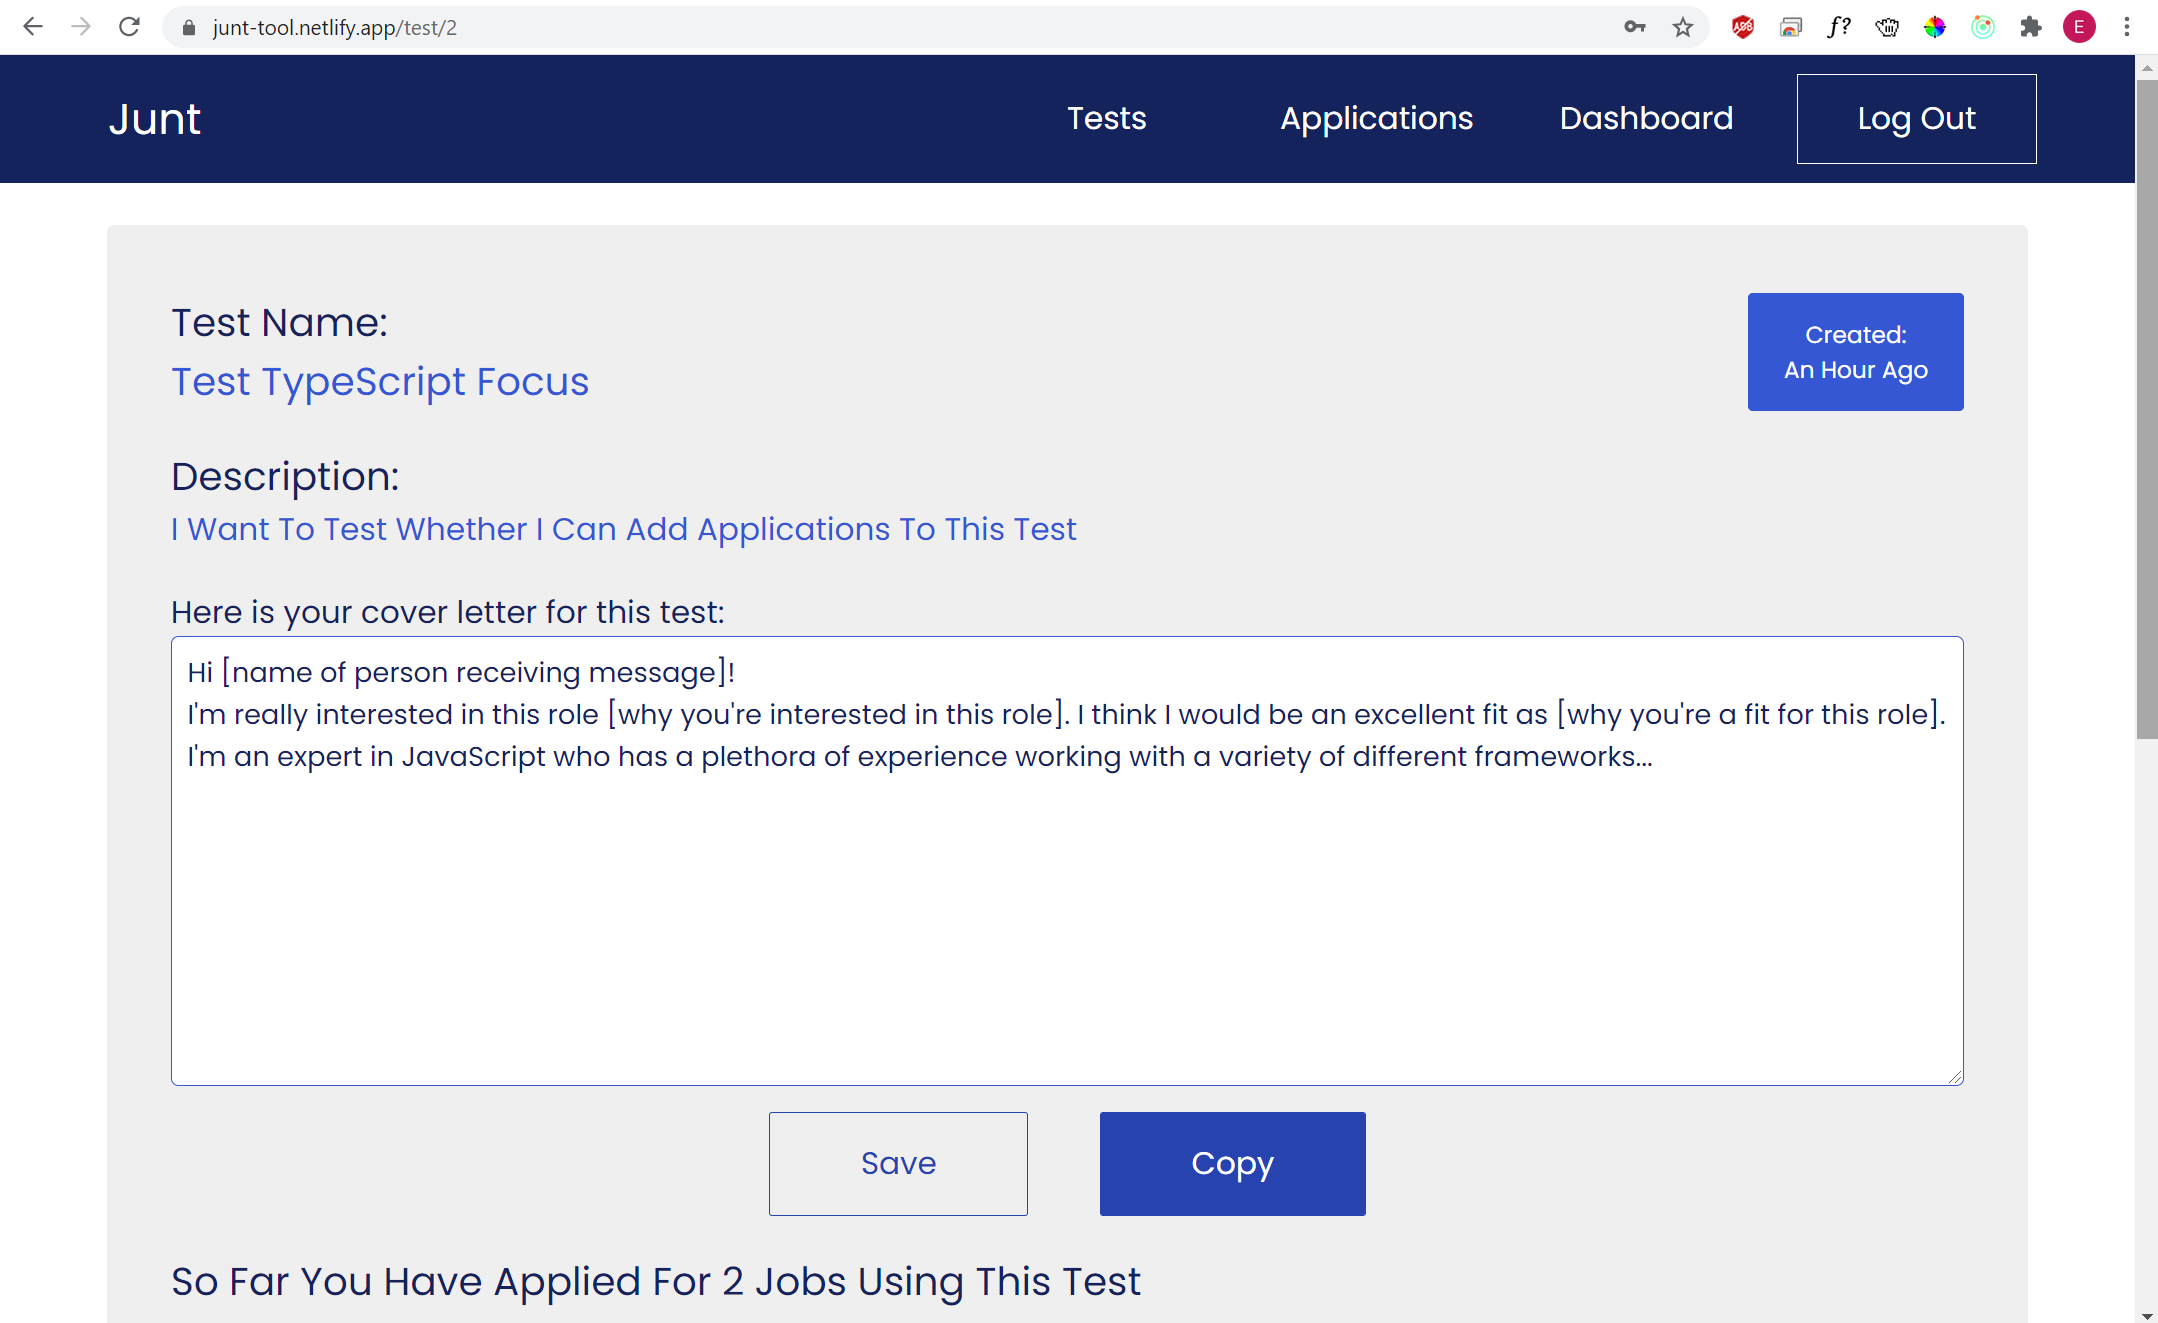 junt-tool.netlify.app/test/2
ABP
f?
E
Junt
Tests
Applications
Dashboard
Log Out
Test Name:
Test TypeScript Focus
Created:
An Hour Ago
Description:
I Want To Test Whether I Can Add Applications To This Test
Here is your cover letter for this test:
Hi [name of person receiving message]!
I'm really interested in this role [why you're interested in this role]. I think I would be an excellent fit as [why you're a fit for this role].
I'm an expert in JavaScript who has a plethora of experience working with a variety of different frameworks...
Save
Copy
So Far You Have Applied For 2 Jobs Using This Test